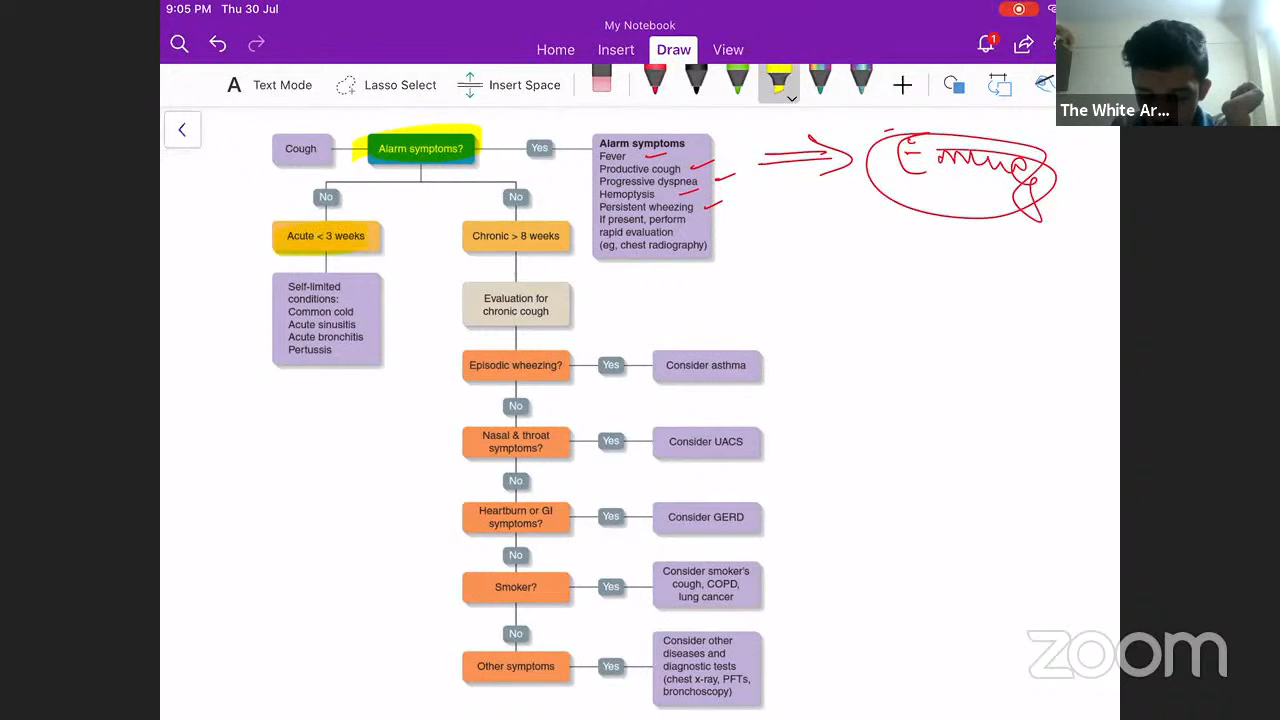 9:05 PM Thu 30 Jul
My Notebook
Home Insert Draw View
1
A Text Mode Lasso Select Insert Space
The White Ar...
Cough
Alarm symptoms?
Yes
Alarm symptoms
Fever
Productive cough
Progressive dyspnea
Hemoptysis
Persistent wheezing
If present, perform
rapid evaluation
(eg, chest radiography)
No
No
Acute < 3 weeks
Chronic > 8 weeks
Self-limited
conditions:
Common cold
Acute sinusitis
Acute bronchitis
Pertussis
Evaluation for
chronic cough
Episodic wheezing?
Yes
Consider asthma
No
Nasal & throat
symptoms?
Yes
Consider UACS
No
Heartburn or GI
symptoms?
Yes
Consider GERD
No
Smoker?
Yes
Consider smoker's
cough, COPD,
lung cancer
No
Other symptoms
Yes
Consider other
diseases and
diagnostic tests
(chest x-ray, PFTs,
bronchoscopy)
zoom